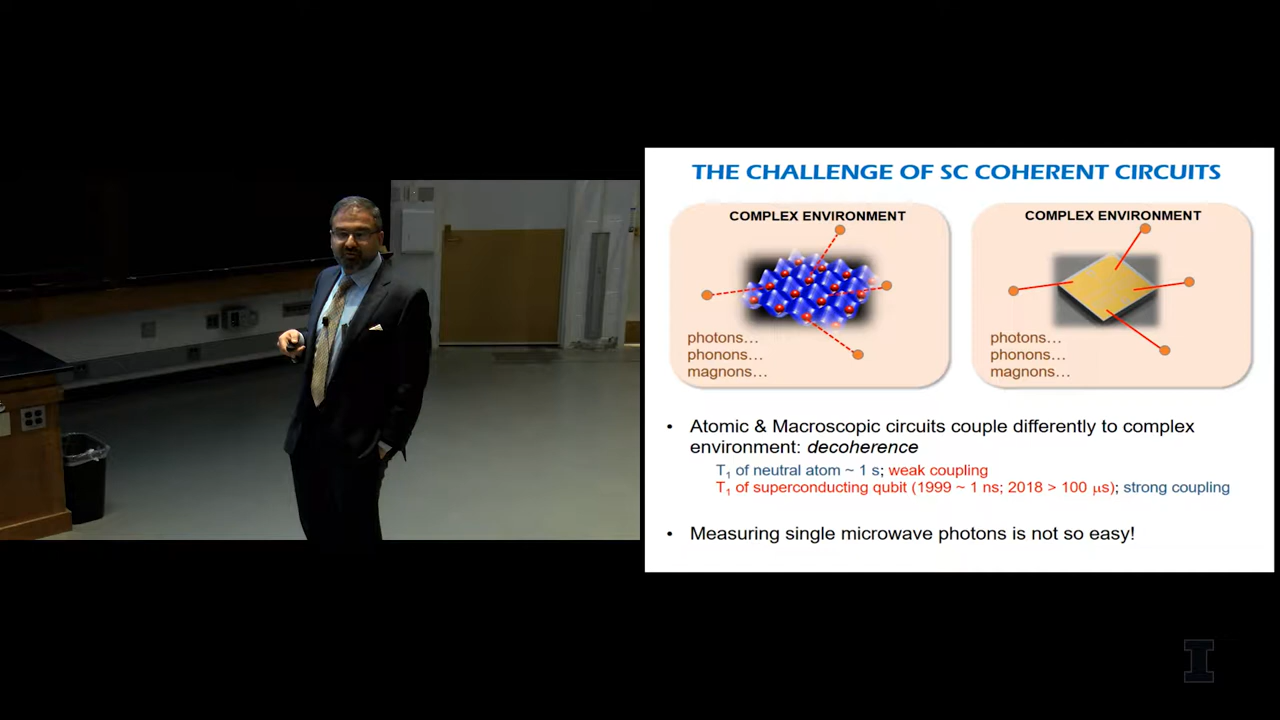 THE CHALLENGE OF SC COHERENT CIRCUITS
COMPLEX ENVIRONMENT
photons…
phonons…
magnons…
COMPLEX ENVIRONMENT
photons…
phonons…
magnons…
• Atomic & Macroscopic circuits couple differently to complex
environment: decoherence
T₁ of neutral atom ~ 1 s; weak coupling
T₁ of superconducting qubit (1999 ~ 1 ns; 2018 > 100 μs); strong coupling
• Measuring single microwave photons is not so easy!
I